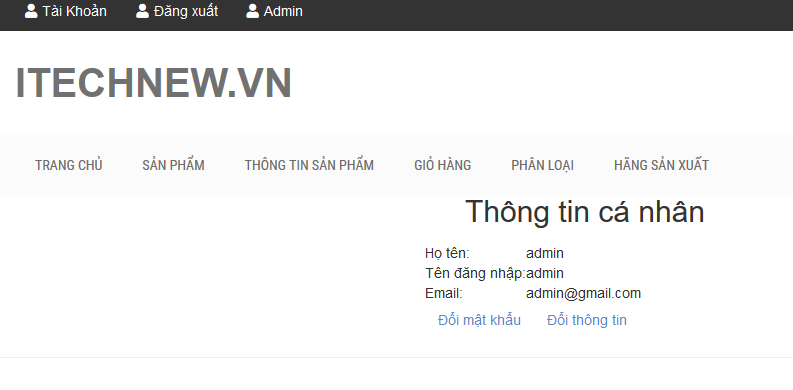 Tài Khoản Đăng xuất Admin
ITECHNEW.VN
TRANG CHỦ SẢN PHẨM THÔNG TIN SẢN PHẨM GIỎ HÀNG PHÂN LOẠI HÃNG SẢN XUẤT
Thông tin cá nhân
Họ tên: admin
Tên đăng nhập:admin
Email: admin@gmail.com
Đổi mật khẩu Đổi thông tin